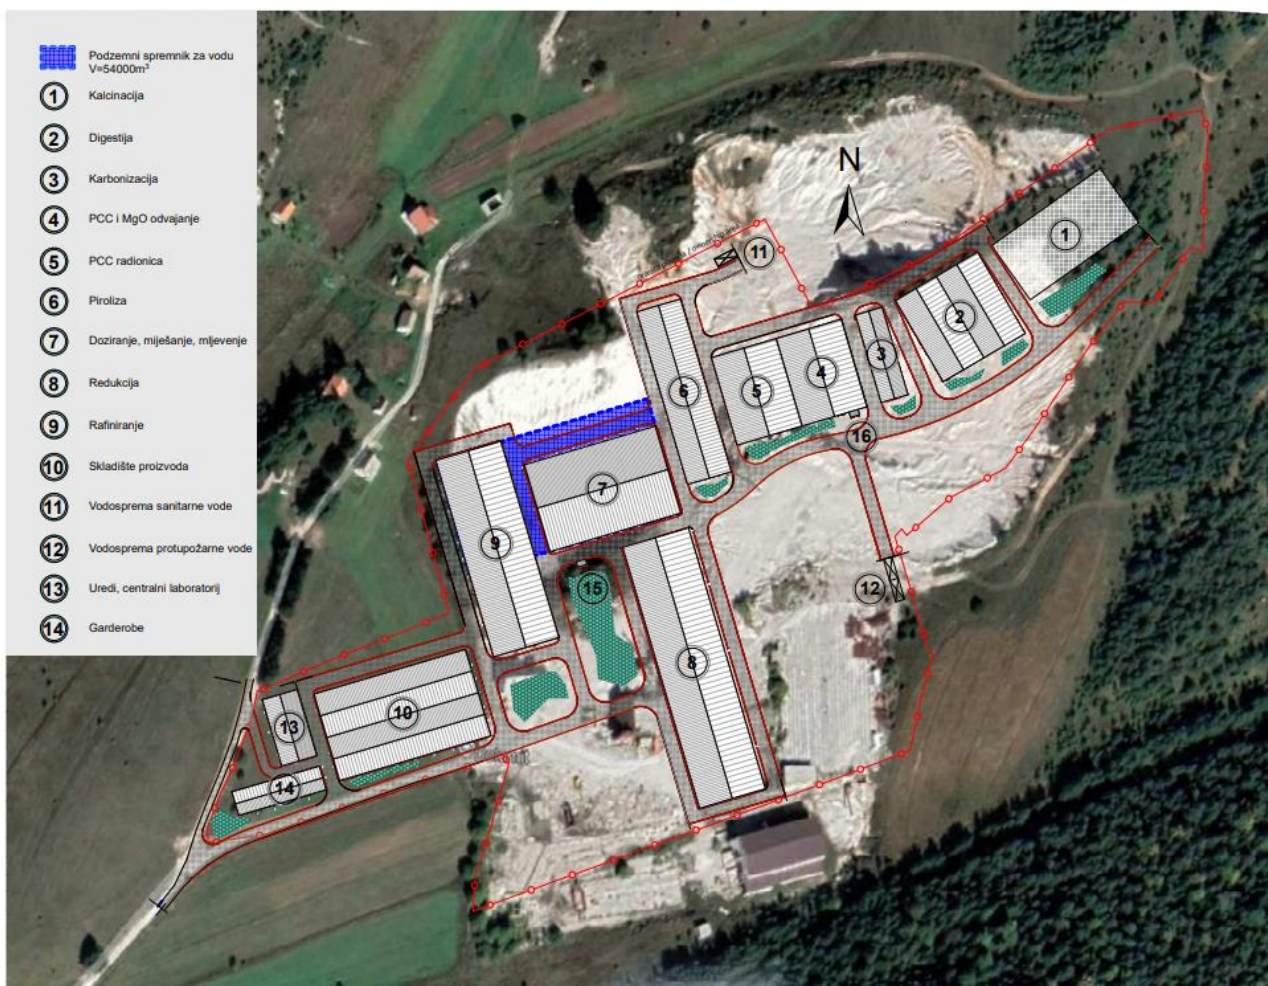 Podzemni spremnik za vodu
V=54000m³
1 Kalcinacija
2 Digestija
3 Karbonizacija
4 PCC i MgO odvajanje
5 PCC radionica
6 Piroliza
7 Doziranje, miješanje, mljevenje
8 Redukcija
9 Rafiniranje
10 Skladište proizvoda
11 Vodosprema sanitarne vode
12 Vodosprema protupožarne vode
13 Uredi, centralni laboratorij
14 Garderobe
N
1
11
2
3
4
5
6
16
7
9
12
15
8
10
13
14